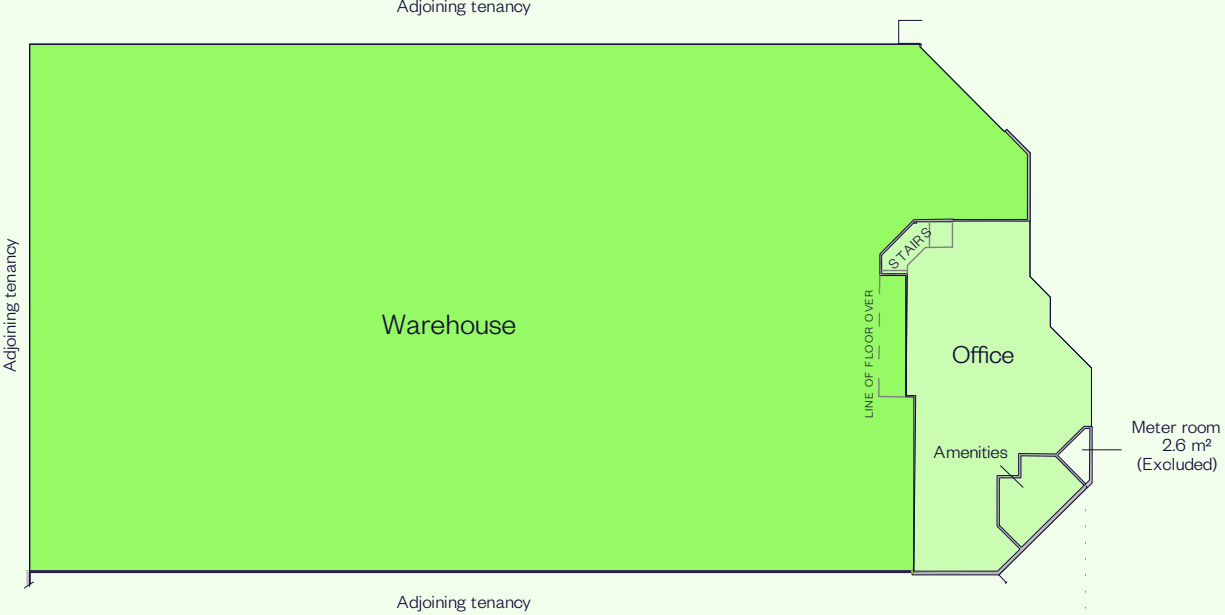 Adjoining tenancy
STAIRS
Adjoining tenancy
LINE OF FLOOR OVER
Warehouse
Office
Meter room
2.6 m²
(Excluded)
Amenities
Adjoining tenancy